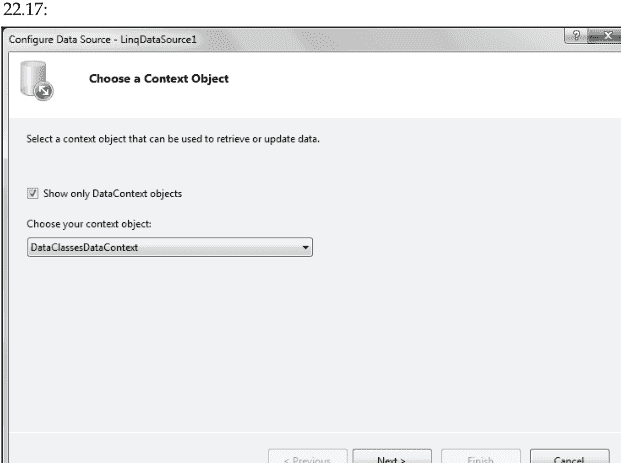 22.17:
Configure Data Source - LinqDataSource1
Choose a Context Object
Select a context object that can be used to retrieve or update data.
Show only DataContext objects
Choose your context object:
DataClassesDataContext
< Previous Next > Finish Cancel